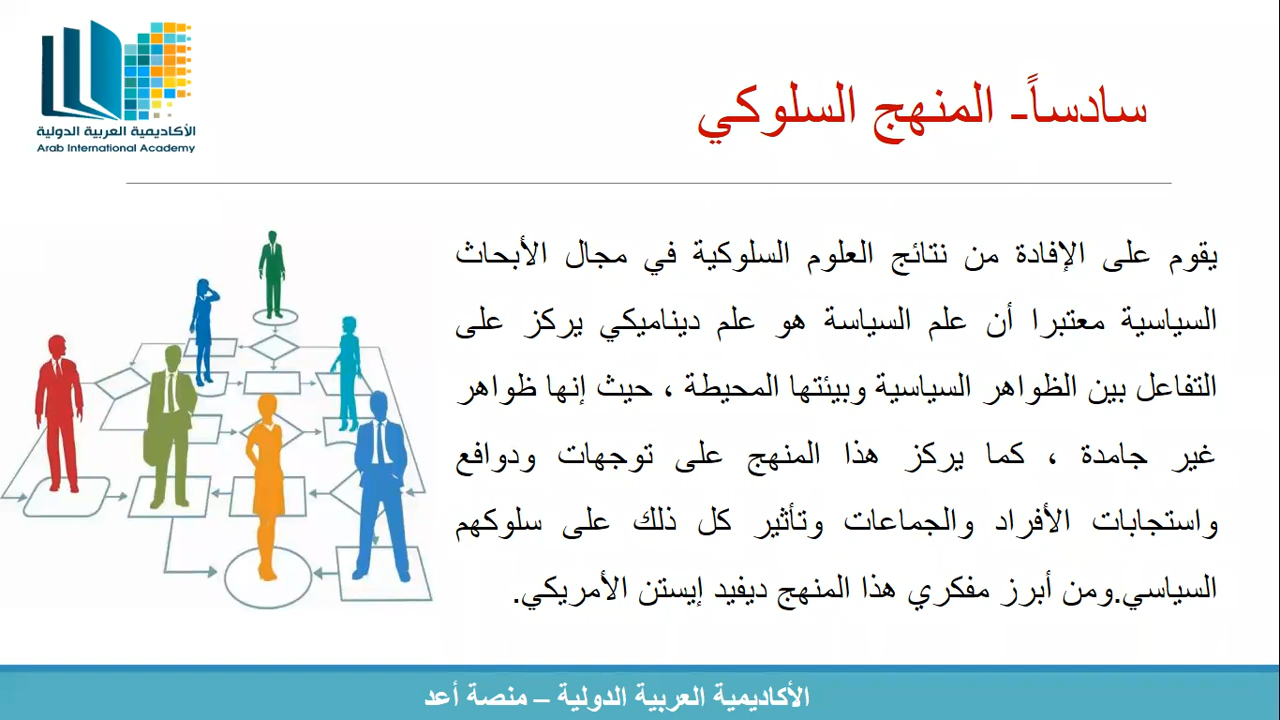 الأكاديمية العربية الدولية
Arab International Academy
سادساً- المنهج السلوكي
يقوم على الإفادة من نتائج العلوم السلوكية في مجال الأبحاث
السياسية معتبرا أن علم السياسة هو علم ديناميكي يركز على
التفاعل بين الظواهر السياسية وبيئتها المحيطة ، حيث إنها ظواهر
غير جامدة ، كما يركز هذا المنهج على توجهات ودوافع
واستجابات الأفراد والجماعات وتأثير كل ذلك على سلوكهم
السياسي.ومن أبرز مفكري هذا المنهج ديفيد إيستن الأمريكي.
الأكاديمية العربية الدولية – منصة أعد